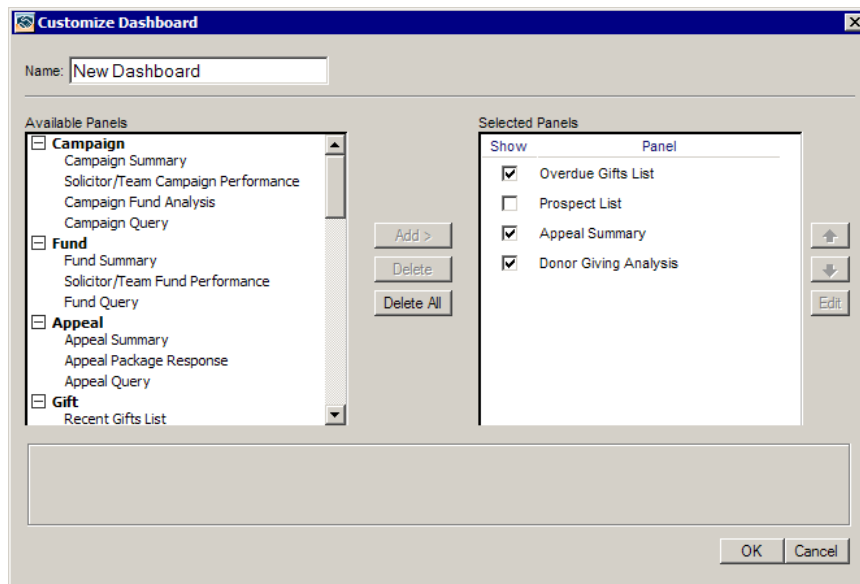 Customize Dashboard
Name: New Dashboard
Available Panels
Campaign
Campaign Summary
Solicitor/Team Campaign Performance
Campaign Fund Analysis
Campaign Query
Fund
Fund Summary
Solicitor/Team Fund Performance
Fund Query
Appeal
Appeal Summary
Appeal Package Response
Appeal Query
Gift
Recent Gifts List
Add >
Delete
Delete All
Selected Panels
Show Panel
Overdue Gifts List
Prospect List
Appeal Summary
Donor Giving Analysis
Edit
OK Cancel